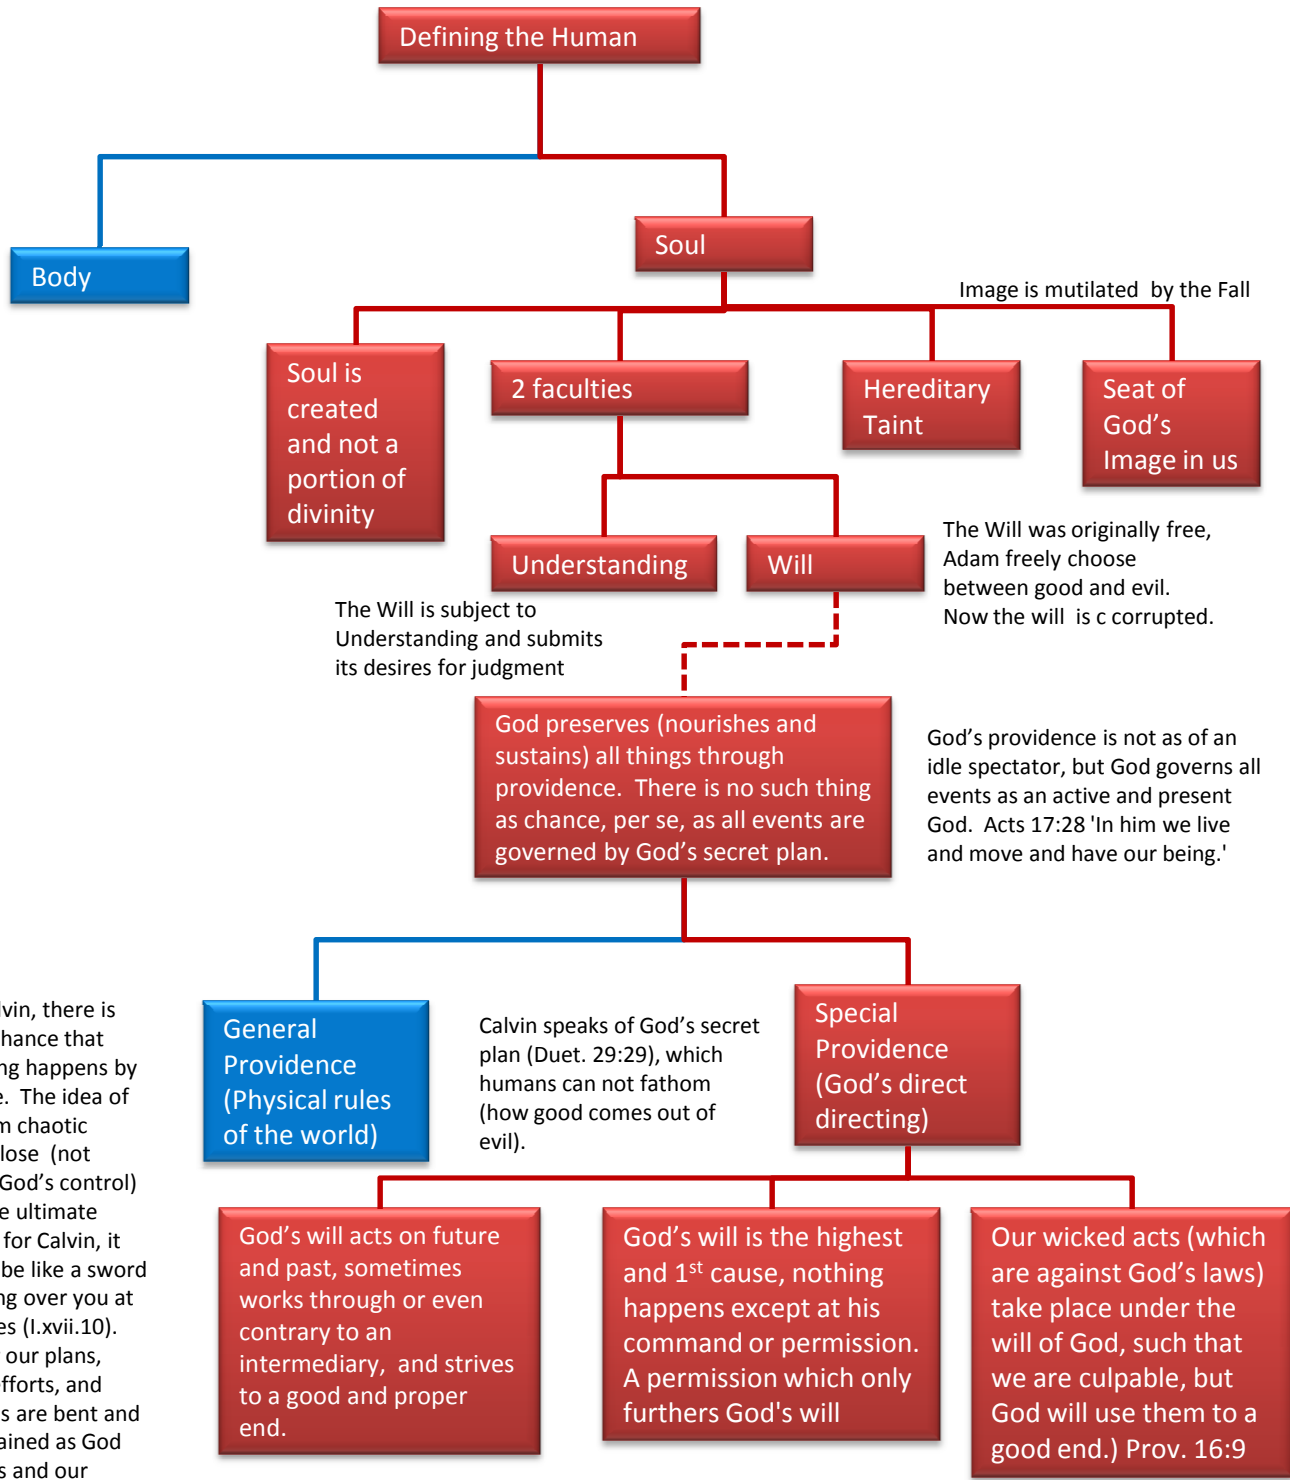 Defining the Human
Body
Soul
Image is mutilated  by the Fall
Soul is
created
and not a
portion of
divinity
2 faculties
Hereditary
Taint
Seat of
God’s
Image in us
Understanding
Will
The Will was originally free,
Adam freely choose
between good and evil.
Now the will  is c corrupted.
The Will is subject to
Understanding and submits
its desires for judgment
God preserves (nourishes and
sustains) all things through
providence.  There is no such thing
as chance, per se, as all events are
governed by God’s secret plan.
God’s providence is not as of an
idle spectator, but God governs all
events as an active and present
God.  Acts 17:28 'In him we live
and move and have our being.'
lvin, there is
hance that
ng happens by
e.  The idea of
m chaotic
lose  (not
God’s control)
e ultimate
for Calvin, it
be like a sword
ng over you at
es (I.xvii.10).
our plans,
efforts, and
s are bent and
ained as God
s and our
General
Providence
(Physical rules
of the world)
Calvin speaks of God’s secret
plan (Duet. 29:29), which
humans can not fathom
(how good comes out of
evil).
Special
Providence
(God’s direct
directing)
God’s will acts on future
and past, sometimes
works through or even
contrary to an
intermediary,  and strives
to a good and proper
end.
God’s will is the highest
and 1st cause, nothing
happens except at his
command or permission.
A permission which only
furthers God's will
Our wicked acts (which
are against God’s laws)
take place under the
will of God, such that
we are culpable, but
God will use them to a
good end.) Prov. 16:9